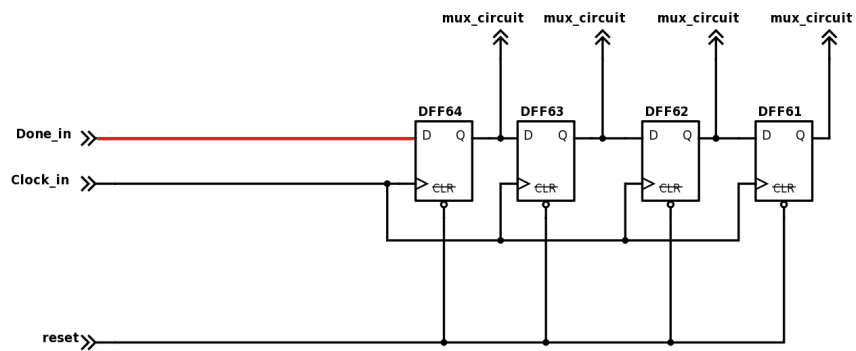 mux_circuit mux_circuit mux_circuit mux_circuit
DFF64 DFF63 DFF62 DFF61
Done_in D Q D Q D Q D Q
Clock_in CLR CLR CLR CLR
reset